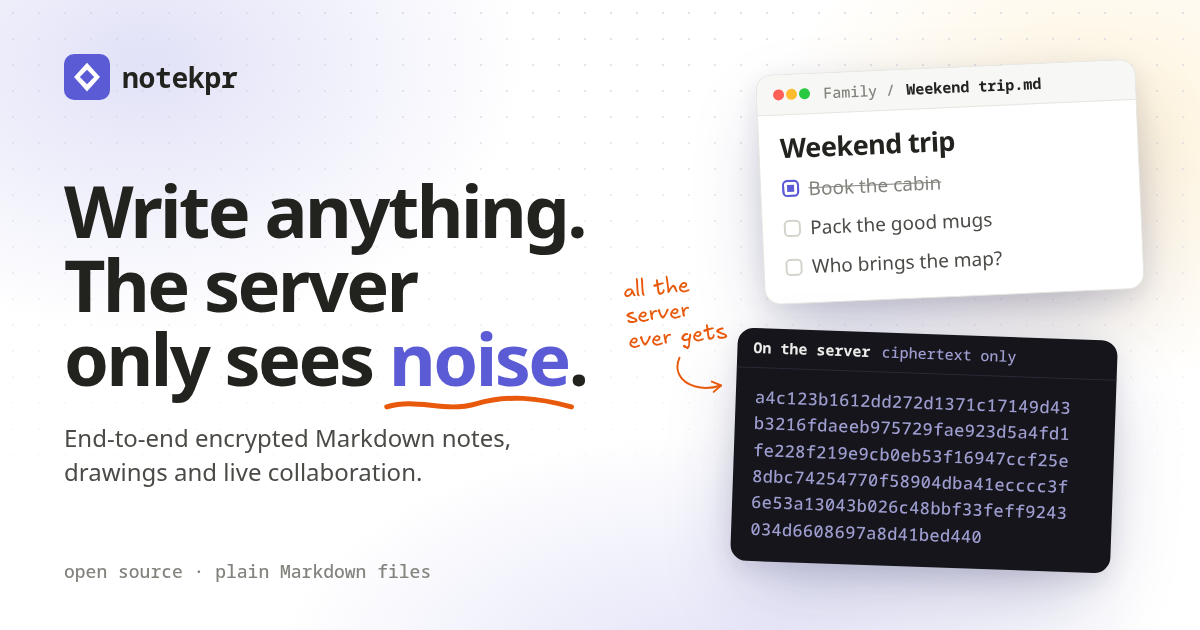 notekpr
Write anything.
The server
only sees noise.
End-to-end encrypted Markdown notes,
drawings and live collaboration.
open source · plain Markdown files
all the
server
ever gets
Family / Weekend trip.md
Weekend trip
Book the cabin
Pack the good mugs
Who brings the map?
On the server ciphertext only
a4c123b1612dd272d1371c17149d43
b3216fdaeeb975729fae923d5a4fd1
fe228f219e9cb0eb53f16947ccf25e
8dbc74254770f58904dba41ecccc3f
6e53a13043b026c48bbf33feff9243
034d6608697a8d41bed440